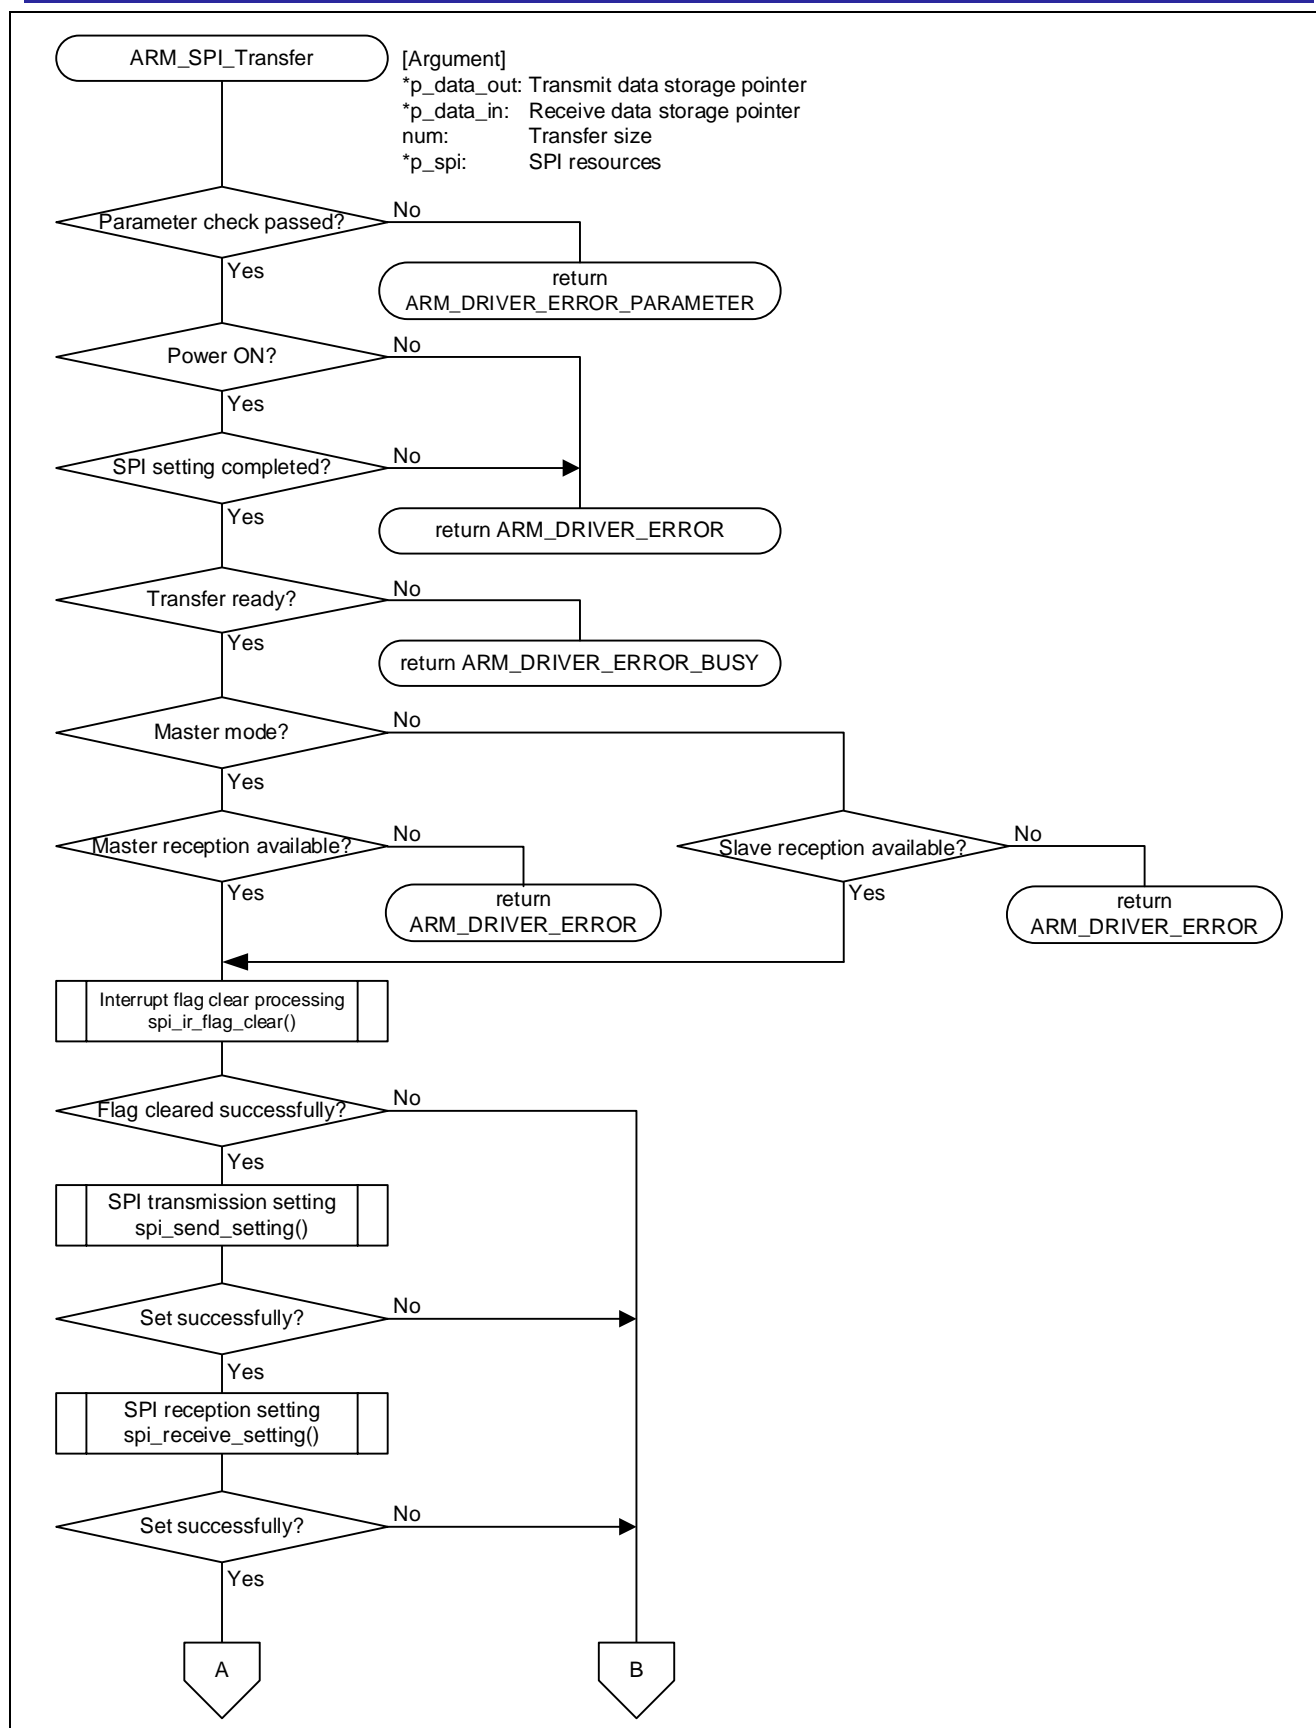 ARM_SPI_Transfer
[Argument]
*p_data_out: Transmit data storage pointer
*p_data_in: Receive data storage pointer
num: Transfer size
*p_spi: SPI resources
Parameter check passed?
No
Yes
return
ARM_DRIVER_ERROR_PARAMETER
Power ON?
No
Yes
SPI setting completed?
No
Yes
return ARM_DRIVER_ERROR
Transfer ready?
No
Yes
return ARM_DRIVER_ERROR_BUSY
Master mode?
No
Yes
Master reception available?
No
Yes
return
ARM_DRIVER_ERROR
Slave reception available?
No
Yes
return
ARM_DRIVER_ERROR
Interrupt flag clear processing
spi_ir_flag_clear()
Flag cleared successfully?
No
Yes
SPI transmission setting
spi_send_setting()
Set successfully?
No
Yes
SPI reception setting
spi_receive_setting()
Set successfully?
No
Yes
A
B